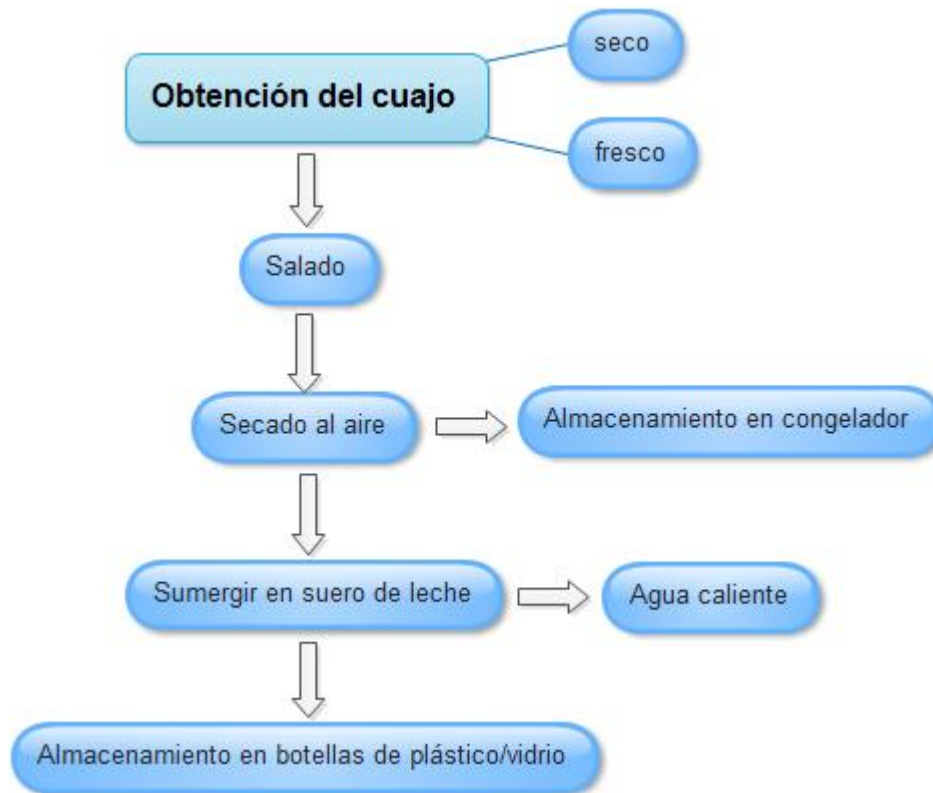 seco
Obtención del cuajo
fresco
Salado
Secado al aire
Almacenamiento en congelador
Sumergir en suero de leche
Agua caliente
Almacenamiento en botellas de plástico/vidrio